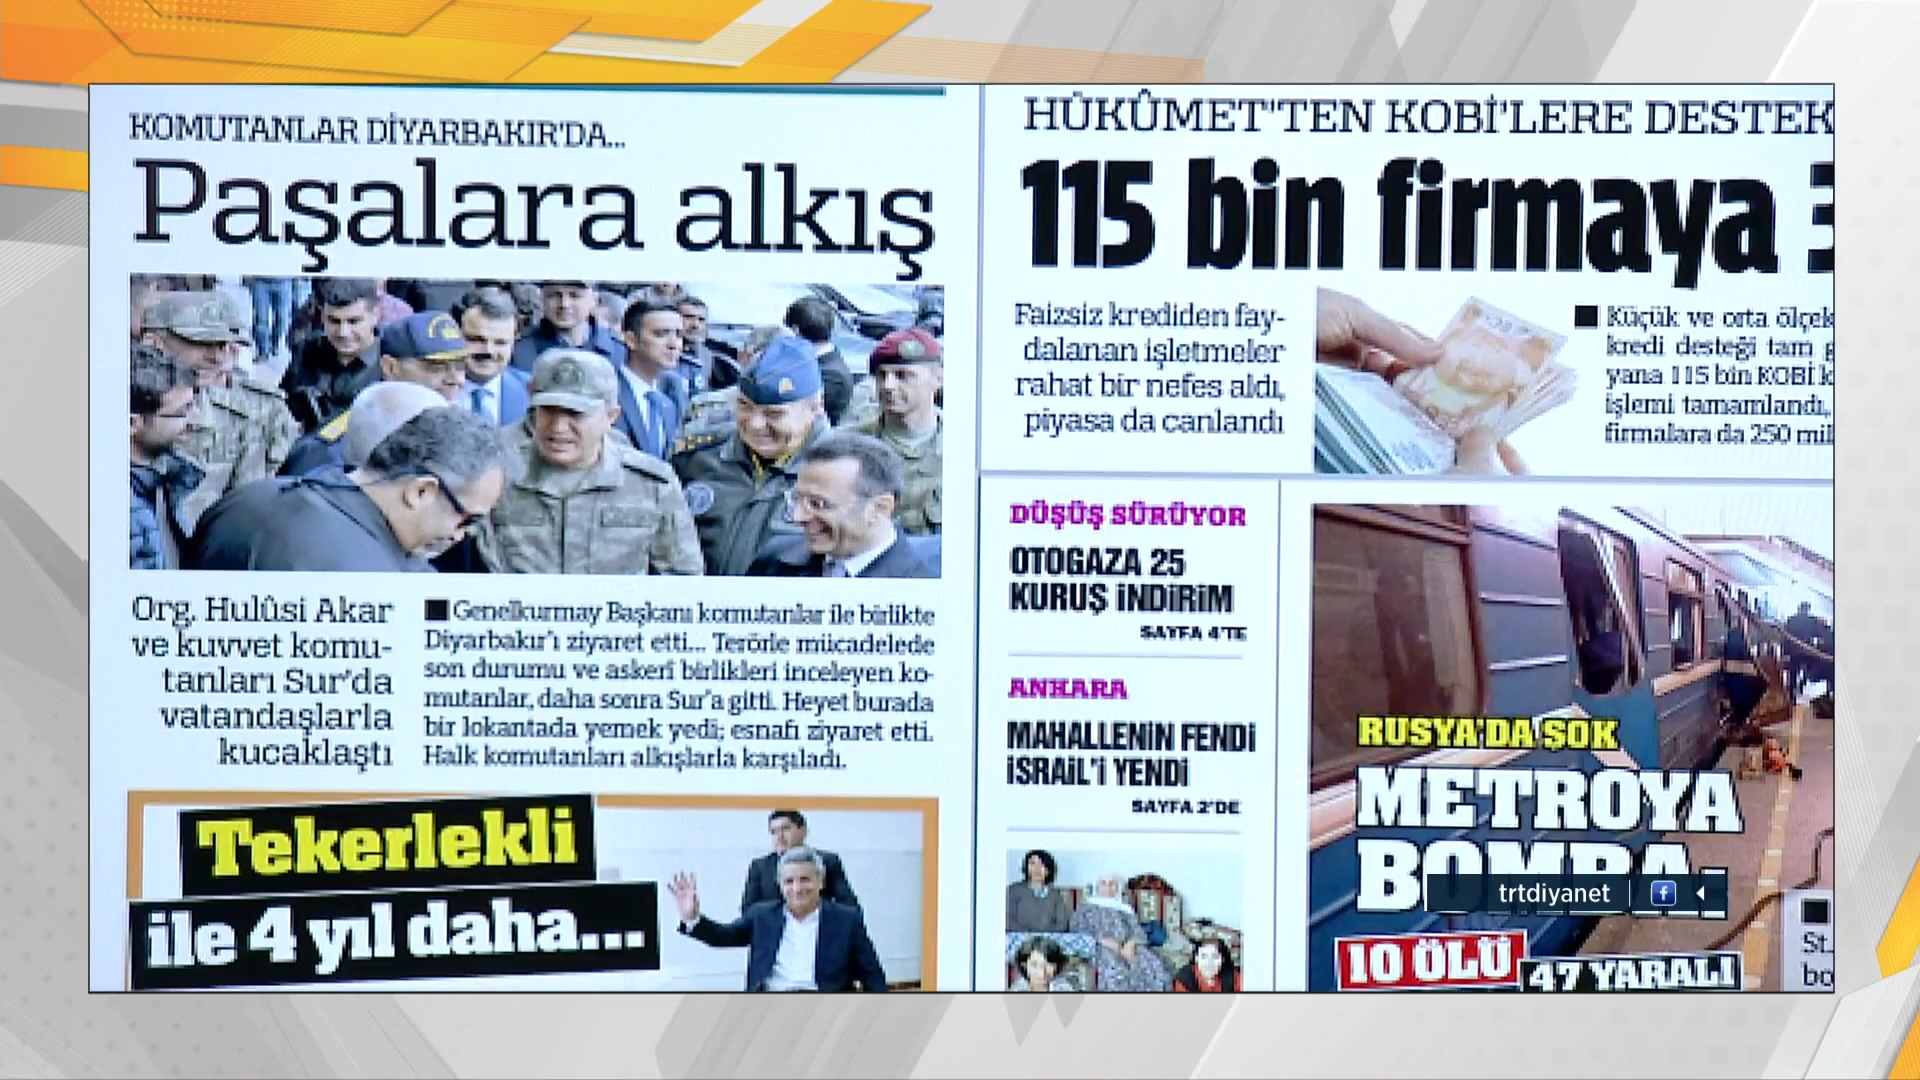 KOMUTANLAR DİYARBAKIR'DA...
Paşalara alkış
Org. Hulûsi Akar
ve kuvvet komu-
tanları Sur'da
vatandaşlarla
kucaklaştı
Genelkurmay Başkanı komutanlar ile birlikte
Diyarbakır'ı ziyaret etti... Terörle mücadelede
son durumu ve askerî birlikleri inceleyen ko-
mutanlar, daha sonra Sur'a gitti. Heyet burada
bir lokantada yemek yedi; esnafı ziyaret etti.
Halk komutanları alkışlarla karşıladı.
Tekerlekli
ile 4 yıl daha...
HÜKÛMET'TEN KOBİ'LERE DESTEK
115 bin firmaya
Faizsiz krediden fay-
dalanan işletmeler
rahat bir nefes aldı,
piyasa da canlandı
Küçük ve orta ölçek
kredi desteği tam
yana 115 bin KOBİ
işlemi tamamlandı,
firmalara da 250 mil
DÜŞÜŞ SÜRÜYOR
OTOGAZA 25
KURUŞ İNDİRİM
SAYFA 4'TE
ANKARA
MAHALLENİN FENDİ
İSRAİL'İ YENDİ
SAYFA 2'DE
RUSYA'DA ŞOK
METROYA
BOMBA:
10 ÖLÜ
47 YARALI
St.
bo
trtdiyanet